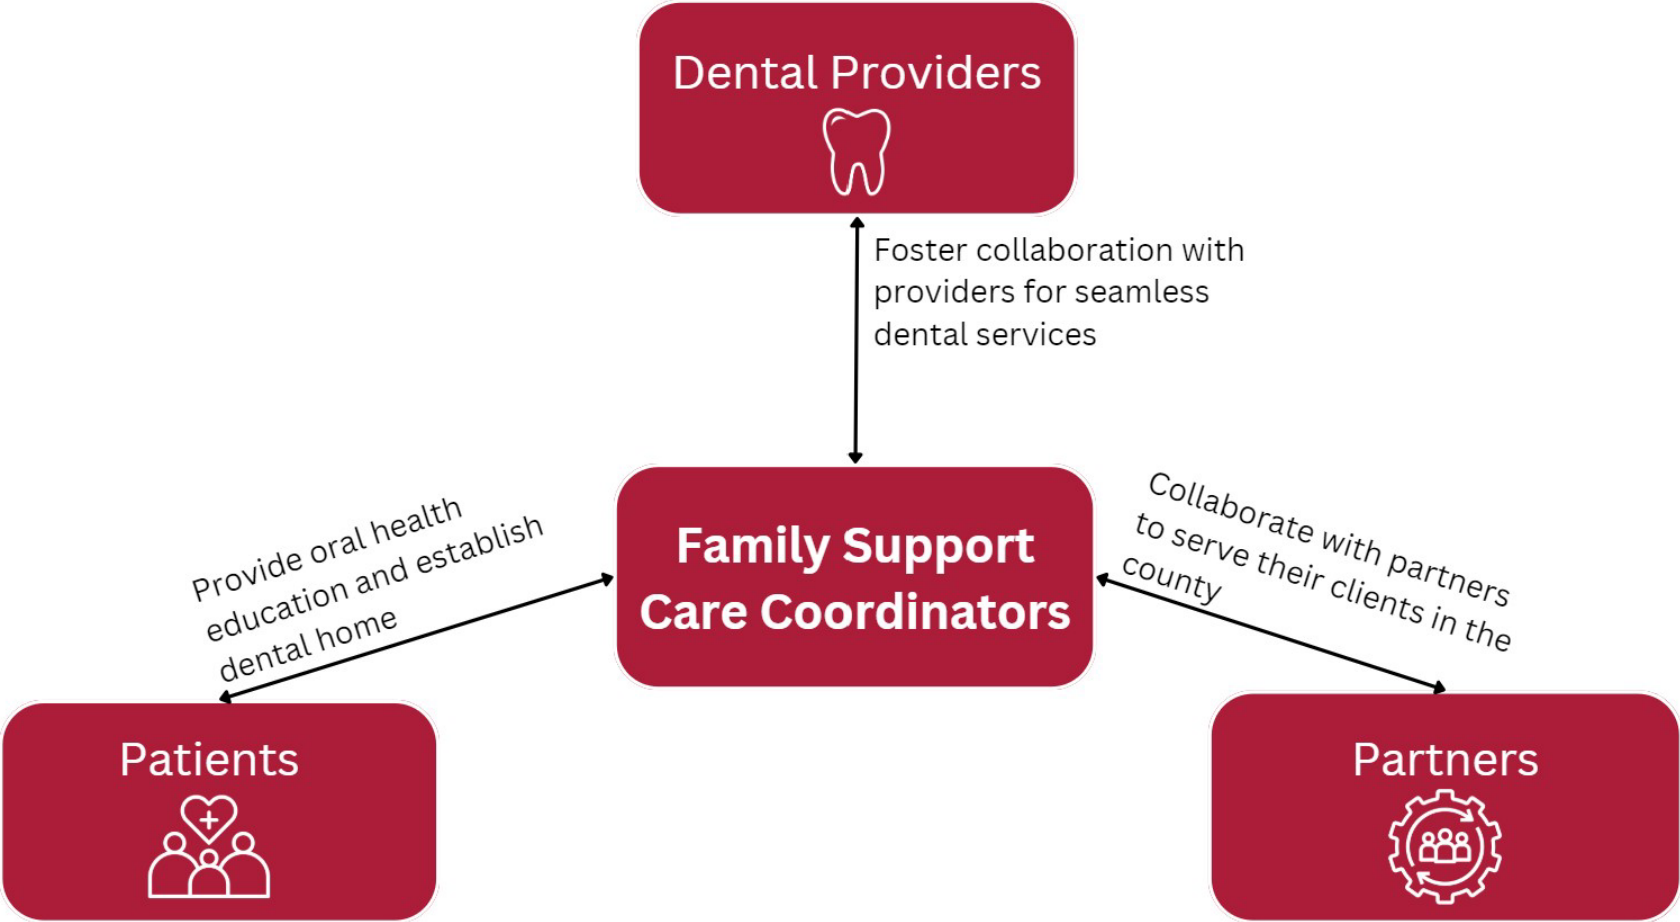 Dental Providers
Foster collaboration with
providers for seamless
dental services
Family Support
Care Coordinators
Provide oral health
education and establish
dental home
Collaborate with partners
to serve their clients in the
county
Patients
Partners